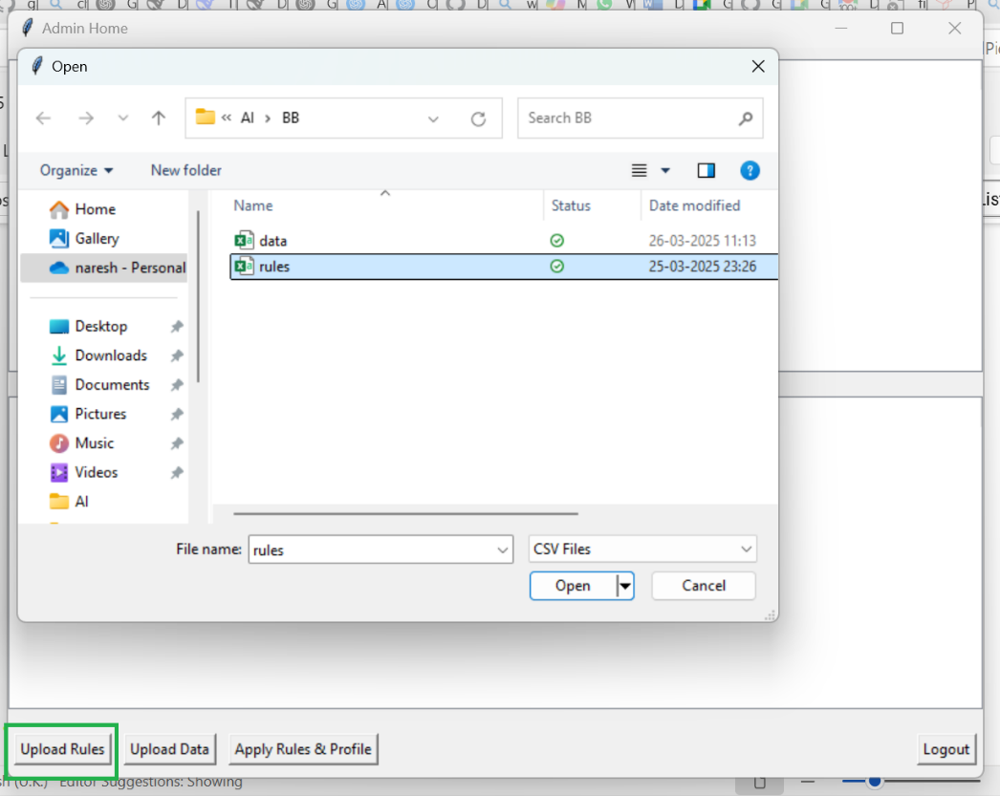 Admin Home
Open
AI > BB
Search BB
Organize
New folder
Home
Gallery
naresh - Personal
Desktop
Downloads
Documents
Pictures
Music
Videos
AI
Name
Status
Date modified
data
26-03-2025 11:13
rules
25-03-2025 23:26
File name:
rules
CSV Files
Open
Cancel
Upload Rules
Upload Data
Apply Rules & Profile
Logout
Editor Suggestions: Showing